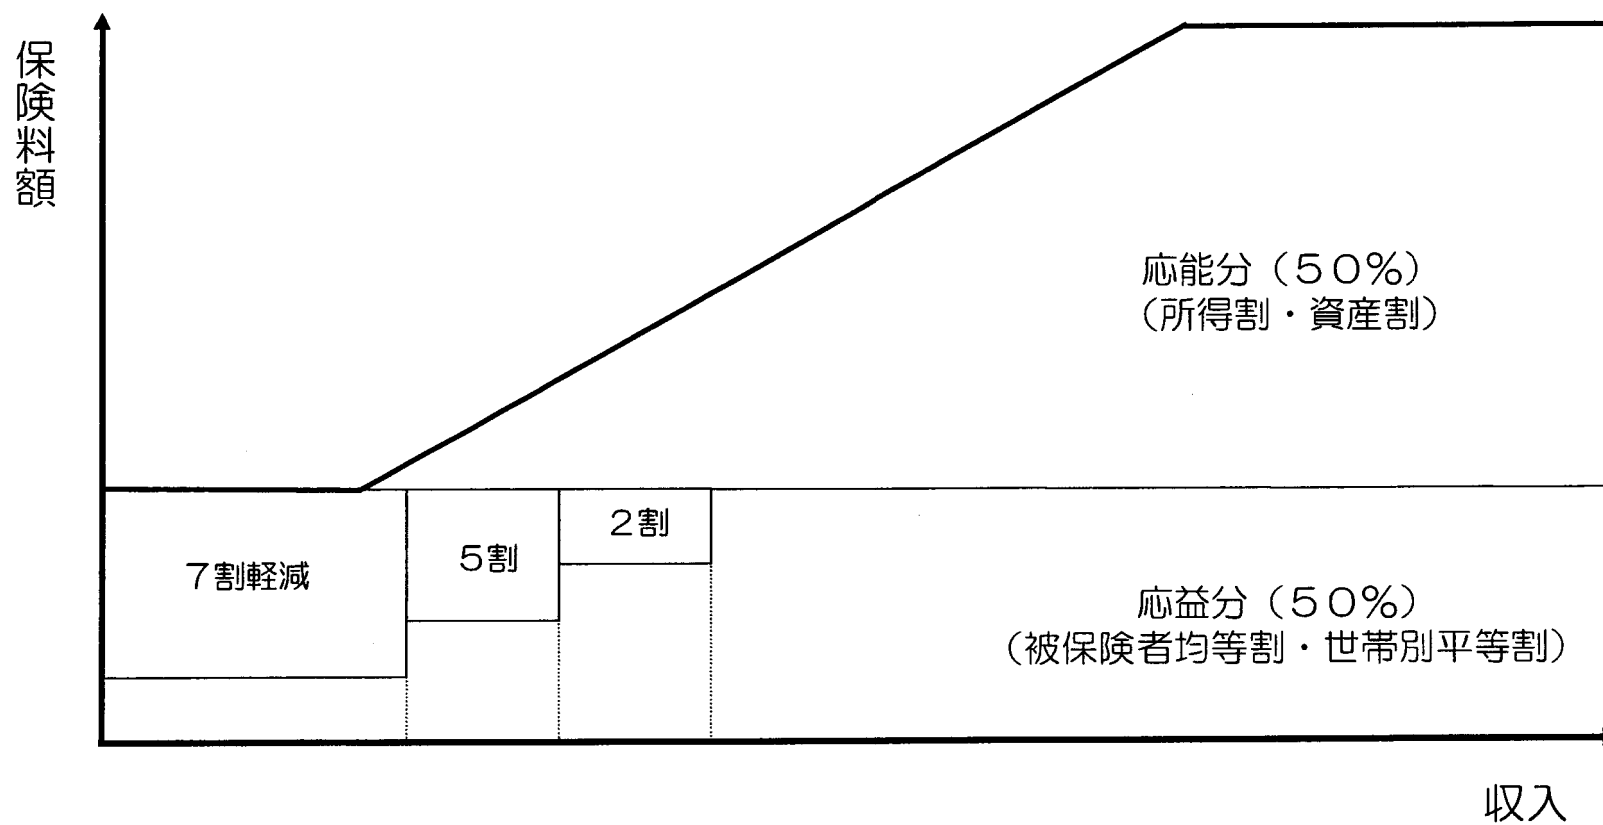 保険料額
応能分（５０％）
（所得割・資産割）
７割軽減
５割
２割
応益分（５０％）
（被保険者均等割・世帯別平等割）
収入